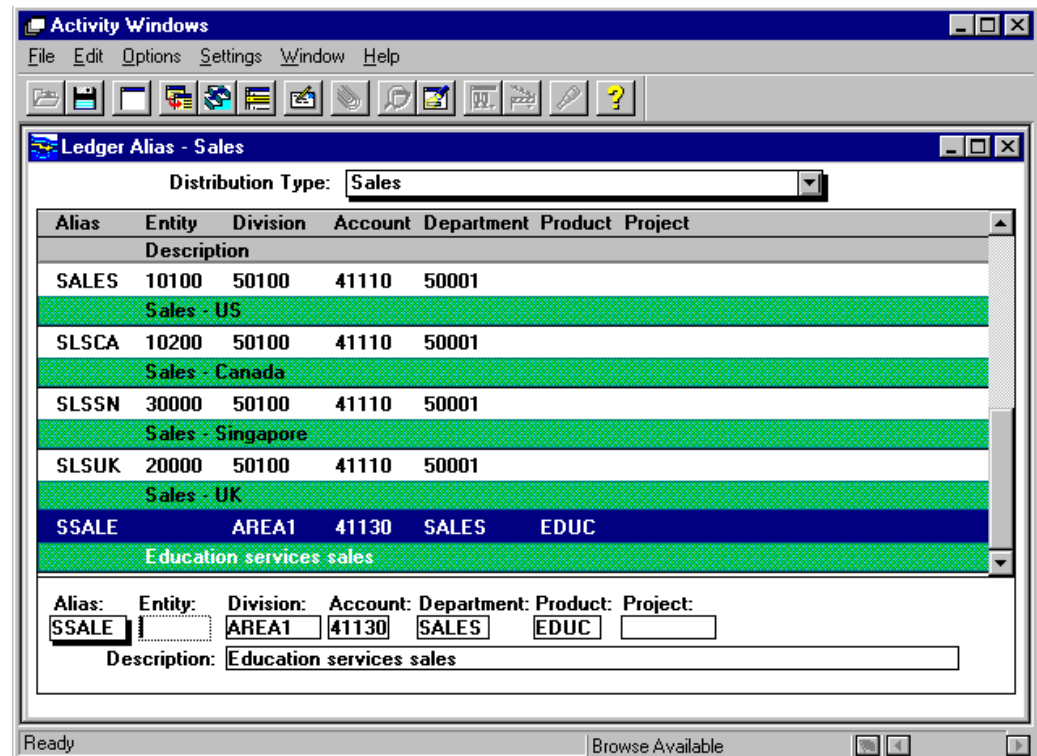 Activity Windows
File Edit Options Settings Window Help
Ledger Alias - Sales
Distribution Type: Sales
Alias Entity Division Account Department Product Project
Description
SALES 10100 50100 41110 50001
Sales - US
SLSCA 10200 50100 41110 50001
Sales - Canada
SLSSN 30000 50100 41110 50001
Sales - Singapore
SLSUK 20000 50100 41110 50001
Sales - UK
SSALE AREA1 41130 SALES EDUC
Education services sales
Alias: Entity: Division: Account: Department: Product: Project:
SSALE AREA1 41130 SALES EDUC
Description: Education services sales
Ready Browse Available